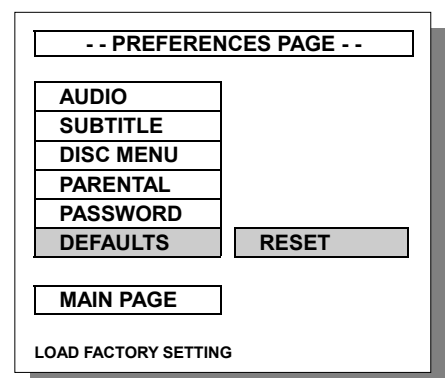 - - PREFERENCES PAGE - -
AUDIO
SUBTITLE
DISC MENU
PARENTAL
PASSWORD
DEFAULTS RESET
MAIN PAGE
LOAD FACTORY SETTING